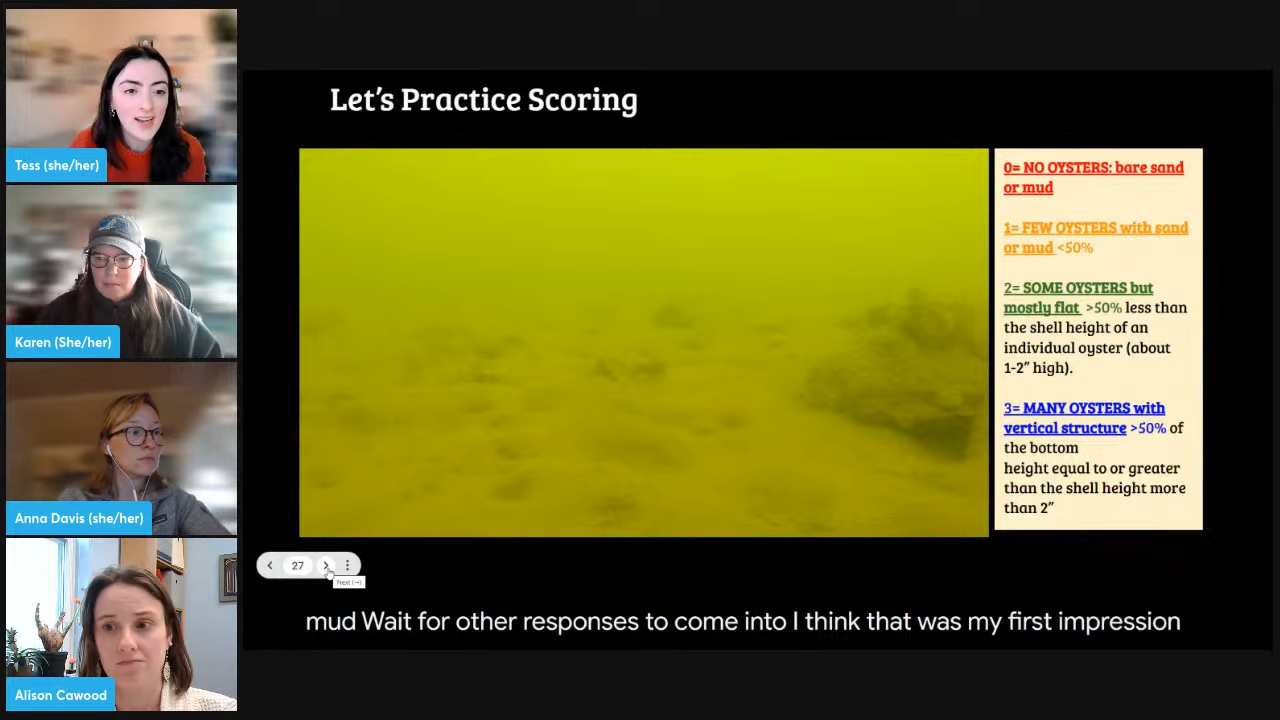 Tess (she/her)
Karen (She/her)
Anna Davis (she/her)
Alison Cawood
Let's Practice Scoring
0= NO OYSTERS: bare sand
or mud
1= FEW OYSTERS with sand
or mud <50%
2= SOME OYSTERS but
mostly flat >50% less than
the shell height of an
individual oyster (about
1-2" high).
3= MANY OYSTERS with
vertical structure >50% of
the bottom
height equal to or greater
than the shell height more
than 2"
27
Next (→)
mud Wait for other responses to come into I think that was my first impression